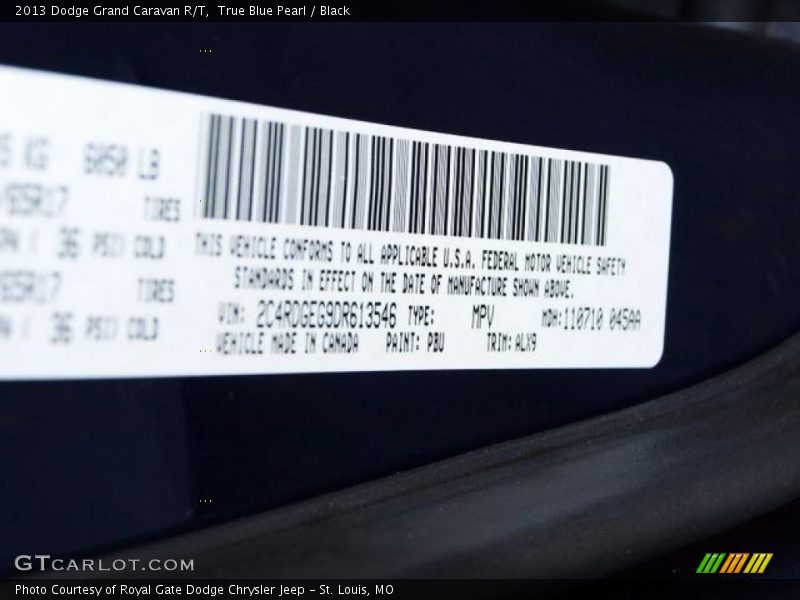 2013 Dodge Grand Caravan R/T, True Blue Pearl / Black
KG 6050 LB
65R17 TIRES
36 PSI) COLD
65R17 TIRES
36 PSI) COLD
THIS VEHICLE CONFORMS TO ALL APPLICABLE U.S.A. FEDERAL MOTOR VEHICLE SAFETY
STANDARDS IN EFFECT ON THE DATE OF MANUFACTURE SHOWN ABOVE.
VIN: 2C4RDGEG9DR613546 TYPE: MPV MDH:110710 045AA
VEHICLE MADE IN CANADA PAINT: PBU TRIM: ALX9
GTCARLOT.COM
Photo Courtesy of Royal Gate Dodge Chrysler Jeep - St. Louis, MO